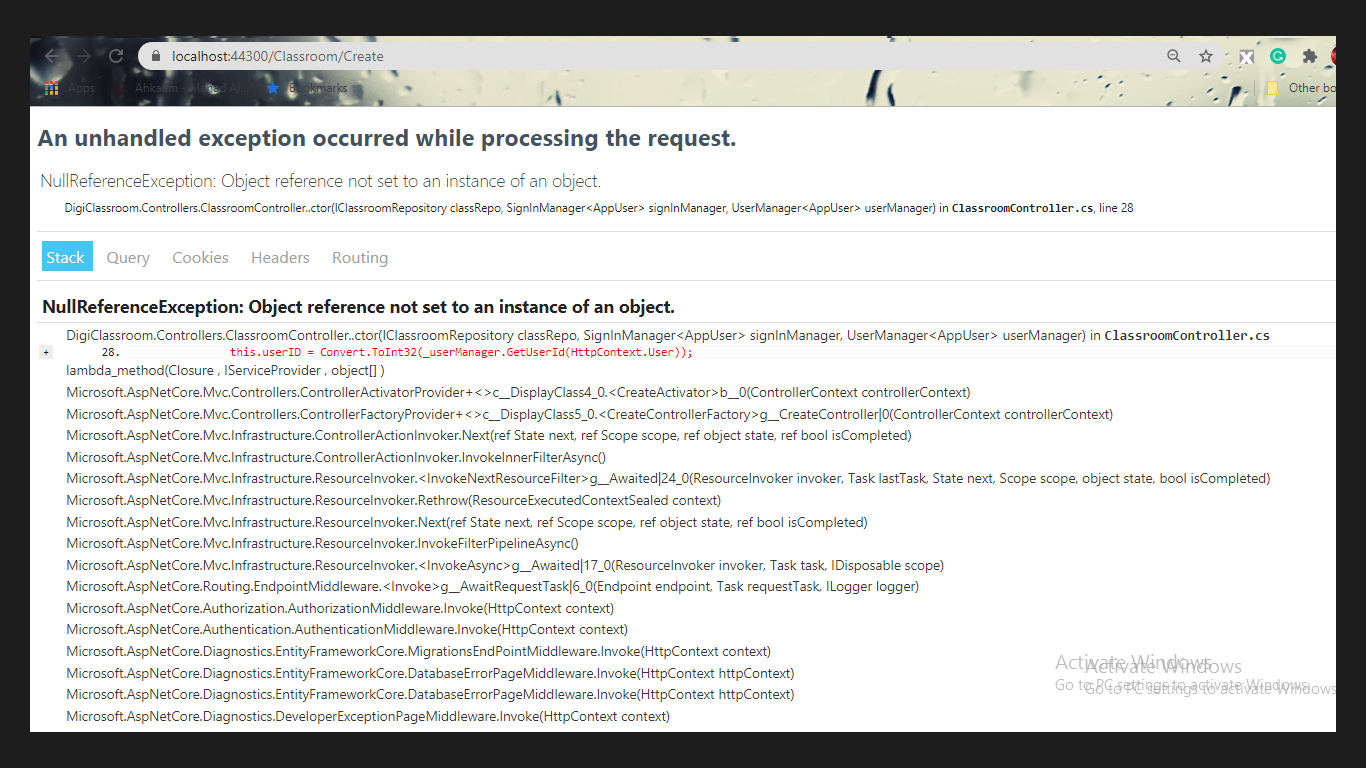 localhost:44300/Classroom/Create
Apps
Bookmarks
Other bo
An unhandled exception occurred while processing the request.
NullReferenceException: Object reference not set to an instance of an object.
DigiClassroom.Controllers.ClassroomController..ctor(IClassroomRepository classRepo, SignInManager<AppUser> signInManager, UserManager<AppUser> userManager) in ClassroomController.cs, line 28
Stack Query Cookies Headers Routing
NullReferenceException: Object reference not set to an instance of an object.
DigiClassroom.Controllers.ClassroomController..ctor(IClassroomRepository classRepo, SignInManager<AppUser> signInManager, UserManager<AppUser> userManager) in ClassroomController.cs
+ 28. this.userID = Convert.ToInt32(_userManager.GetUserId(HttpContext.User));
lambda_method(Closure , IServiceProvider , object[] )
Microsoft.AspNetCore.Mvc.Controllers.ControllerActivatorProvider+<>c__DisplayClass4_0.<CreateActivator>b__0(ControllerContext controllerContext)
Microsoft.AspNetCore.Mvc.Controllers.ControllerFactoryProvider+<>c__DisplayClass5_0.<CreateControllerFactory>g__CreateController|0(ControllerContext controllerContext)
Microsoft.AspNetCore.Mvc.Infrastructure.ControllerActionInvoker.Next(ref State next, ref Scope scope, ref object state, ref bool isCompleted)
Microsoft.AspNetCore.Mvc.Infrastructure.ControllerActionInvoker.InvokeInnerFilterAsync()
Microsoft.AspNetCore.Mvc.Infrastructure.ResourceInvoker.<InvokeNextResourceFilter>g__Awaited|24_0(ResourceInvoker invoker, Task lastTask, State next, Scope scope, object state, bool isCompleted)
Microsoft.AspNetCore.Mvc.Infrastructure.ResourceInvoker.Rethrow(ResourceExecutedContextSealed context)
Microsoft.AspNetCore.Mvc.Infrastructure.ResourceInvoker.Next(ref State next, ref Scope scope, ref object state, ref bool isCompleted)
Microsoft.AspNetCore.Mvc.Infrastructure.ResourceInvoker.InvokeFilterPipelineAsync()
Microsoft.AspNetCore.Mvc.Infrastructure.ResourceInvoker.<InvokeAsync>g__Awaited|17_0(ResourceInvoker invoker, Task task, IDisposable scope)
Microsoft.AspNetCore.Routing.EndpointMiddleware.<Invoke>g__AwaitRequestTask|6_0(Endpoint endpoint, Task requestTask, ILogger logger)
Microsoft.AspNetCore.Authorization.AuthorizationMiddleware.Invoke(HttpContext context)
Microsoft.AspNetCore.Authentication.AuthenticationMiddleware.Invoke(HttpContext context)
Microsoft.AspNetCore.Diagnostics.EntityFrameworkCore.MigrationsEndPointMiddleware.Invoke(HttpContext context)
Microsoft.AspNetCore.Diagnostics.EntityFrameworkCore.DatabaseErrorPageMiddleware.Invoke(HttpContext httpContext)
Microsoft.AspNetCore.Diagnostics.EntityFrameworkCore.DatabaseErrorPageMiddleware.Invoke(HttpContext httpContext)
Microsoft.AspNetCore.Diagnostics.DeveloperExceptionPageMiddleware.Invoke(HttpContext context)
Activate Windows
Go to PC settings to activate Windows.
Activate Windows
Go to PC settings to activate Windows